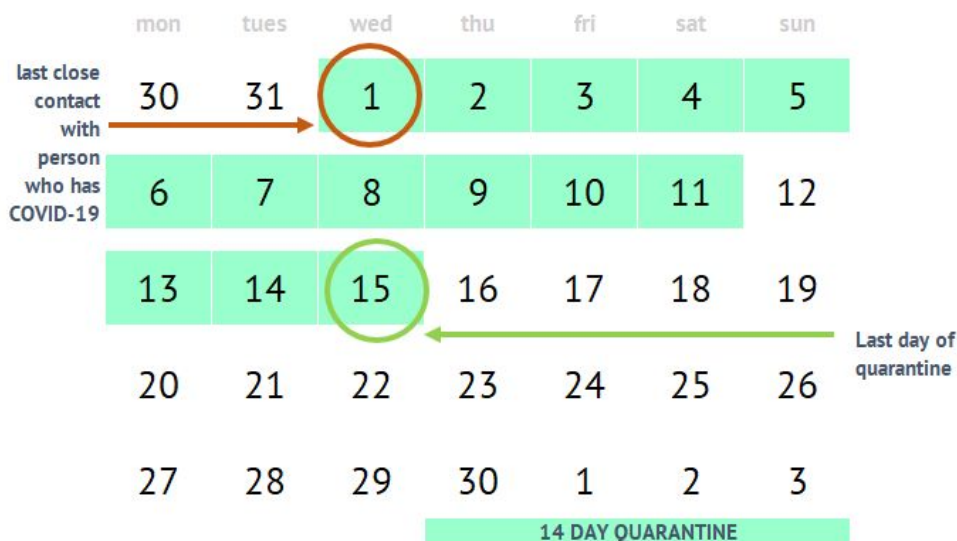 mon tues wed thu fri sat sun
last close
contact
with
person
who has
COVID-19
30 31 1 2 3 4 5
6 7 8 9 10 11 12
13 14 15 16 17 18 19
Last day of
quarantine
20 21 22 23 24 25 26
27 28 29 30 1 2 3
14 DAY QUARANTINE